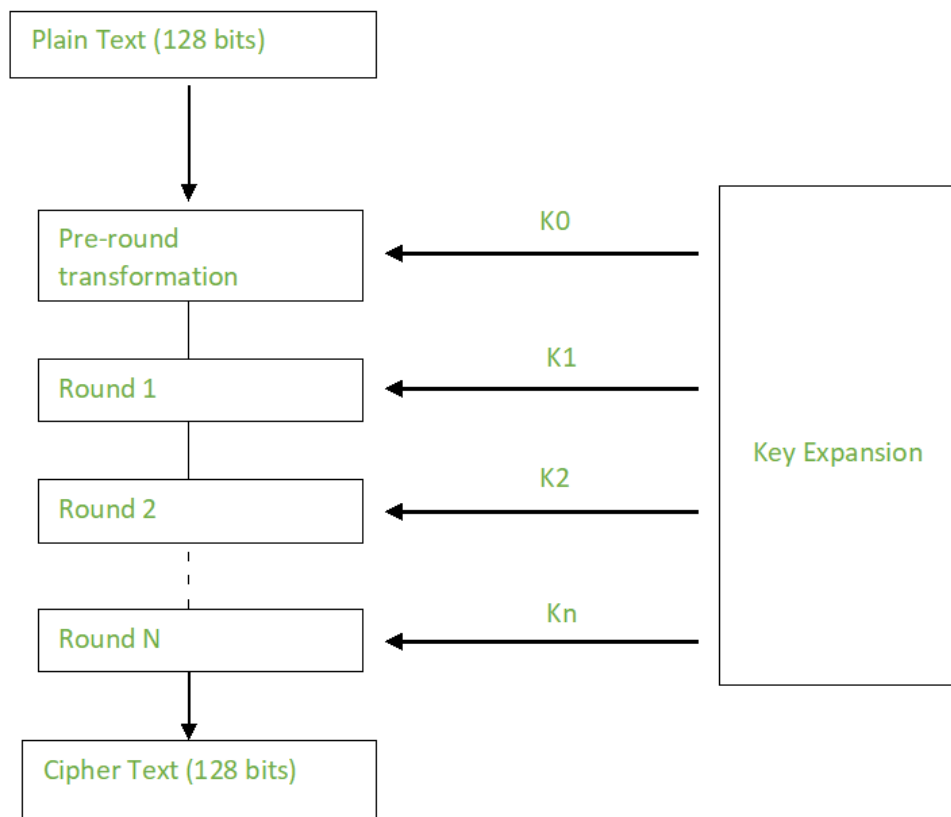 Plain Text (128 bits)
K0
Pre-round
transformation
K1
Round 1
Key Expansion
K2
Round 2
Kn
Round N
Cipher Text (128 bits)